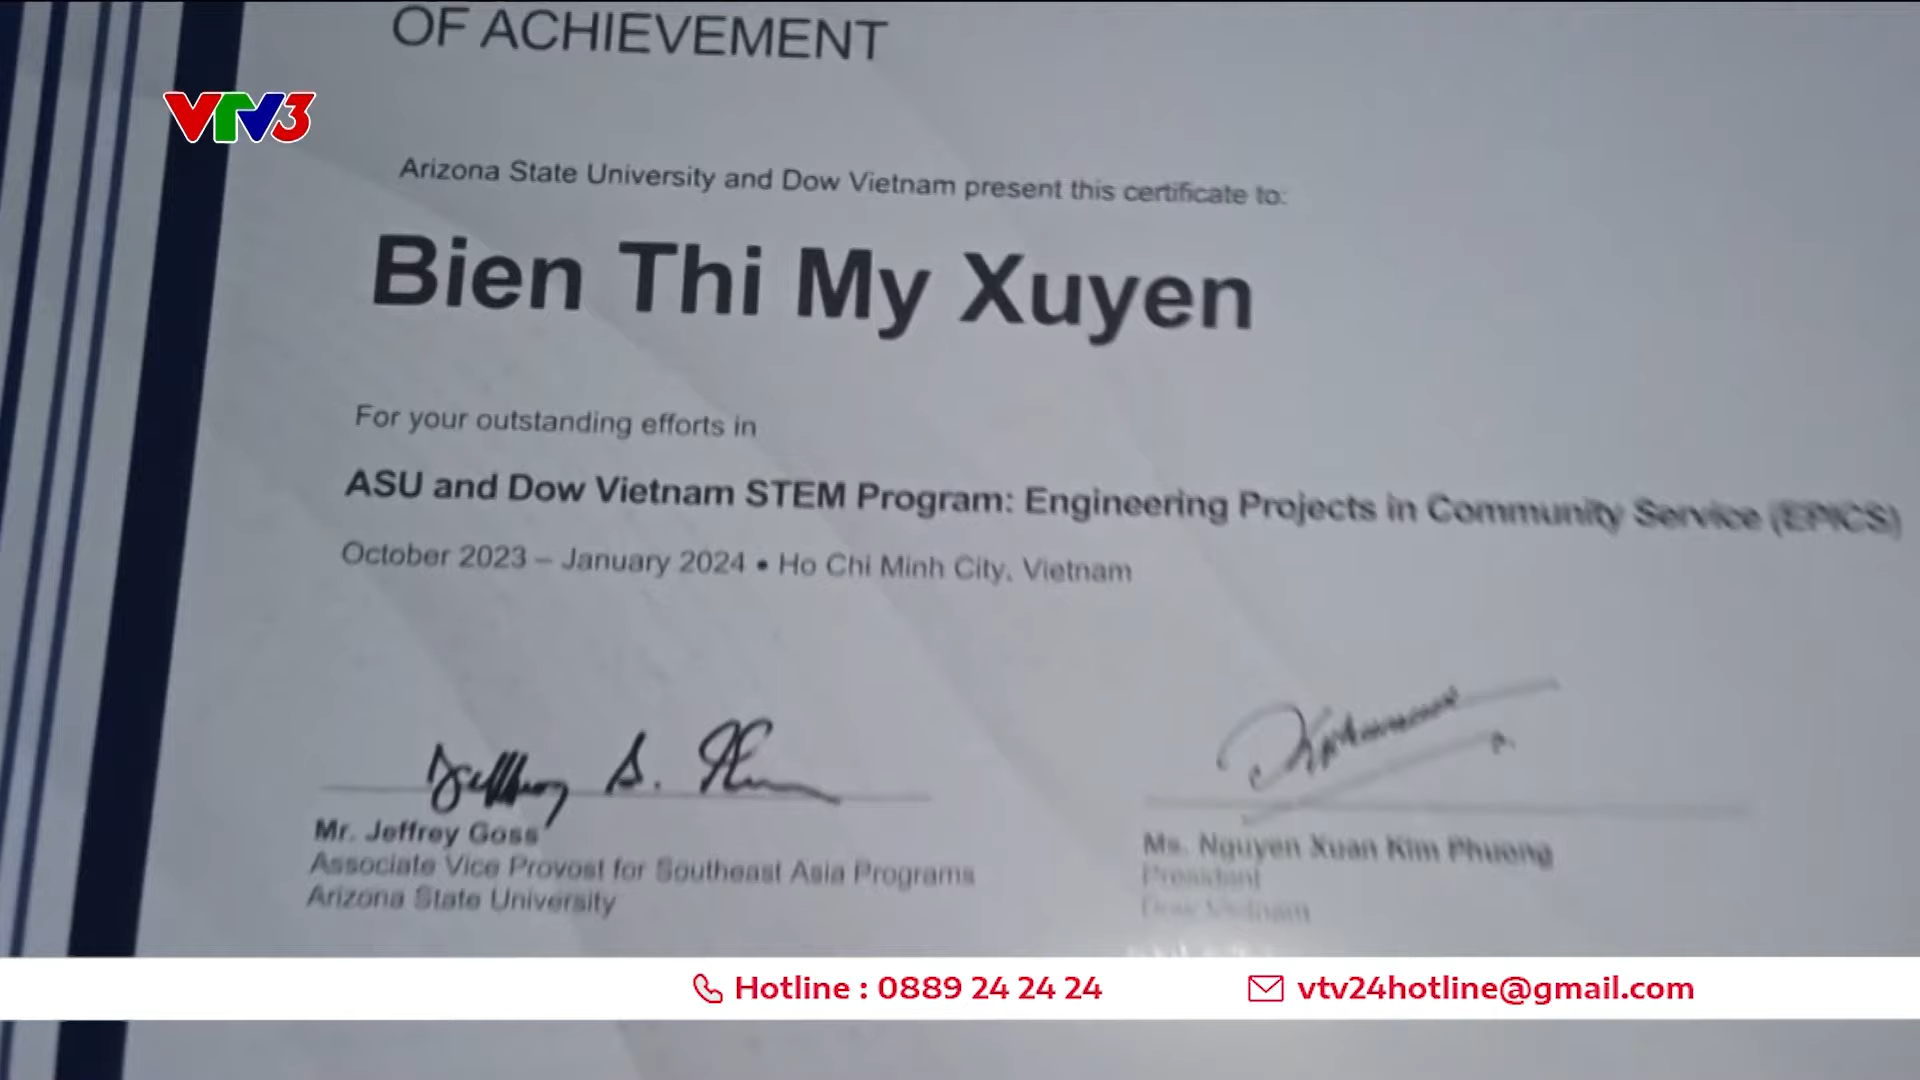 OF ACHIEVEMENT
VTV3
Arizona State University and Dow Vietnam present this certificate to:
Bien Thi My Xuyen
For your outstanding efforts in
ASU and Dow Vietnam STEM Program: Engineering Projects in Community Service (EPICS)
October 2023 – January 2024 • Ho Chi Minh City, Vietnam
Mr. Jeffrey Goss
Associate Vice Provost for Southeast Asia Programs
Arizona State University
Ms. Nguyen Xuan Kim Phuong
President
Dow Vietnam
Hotline : 0889 24 24 24
vtv24hotline@gmail.com